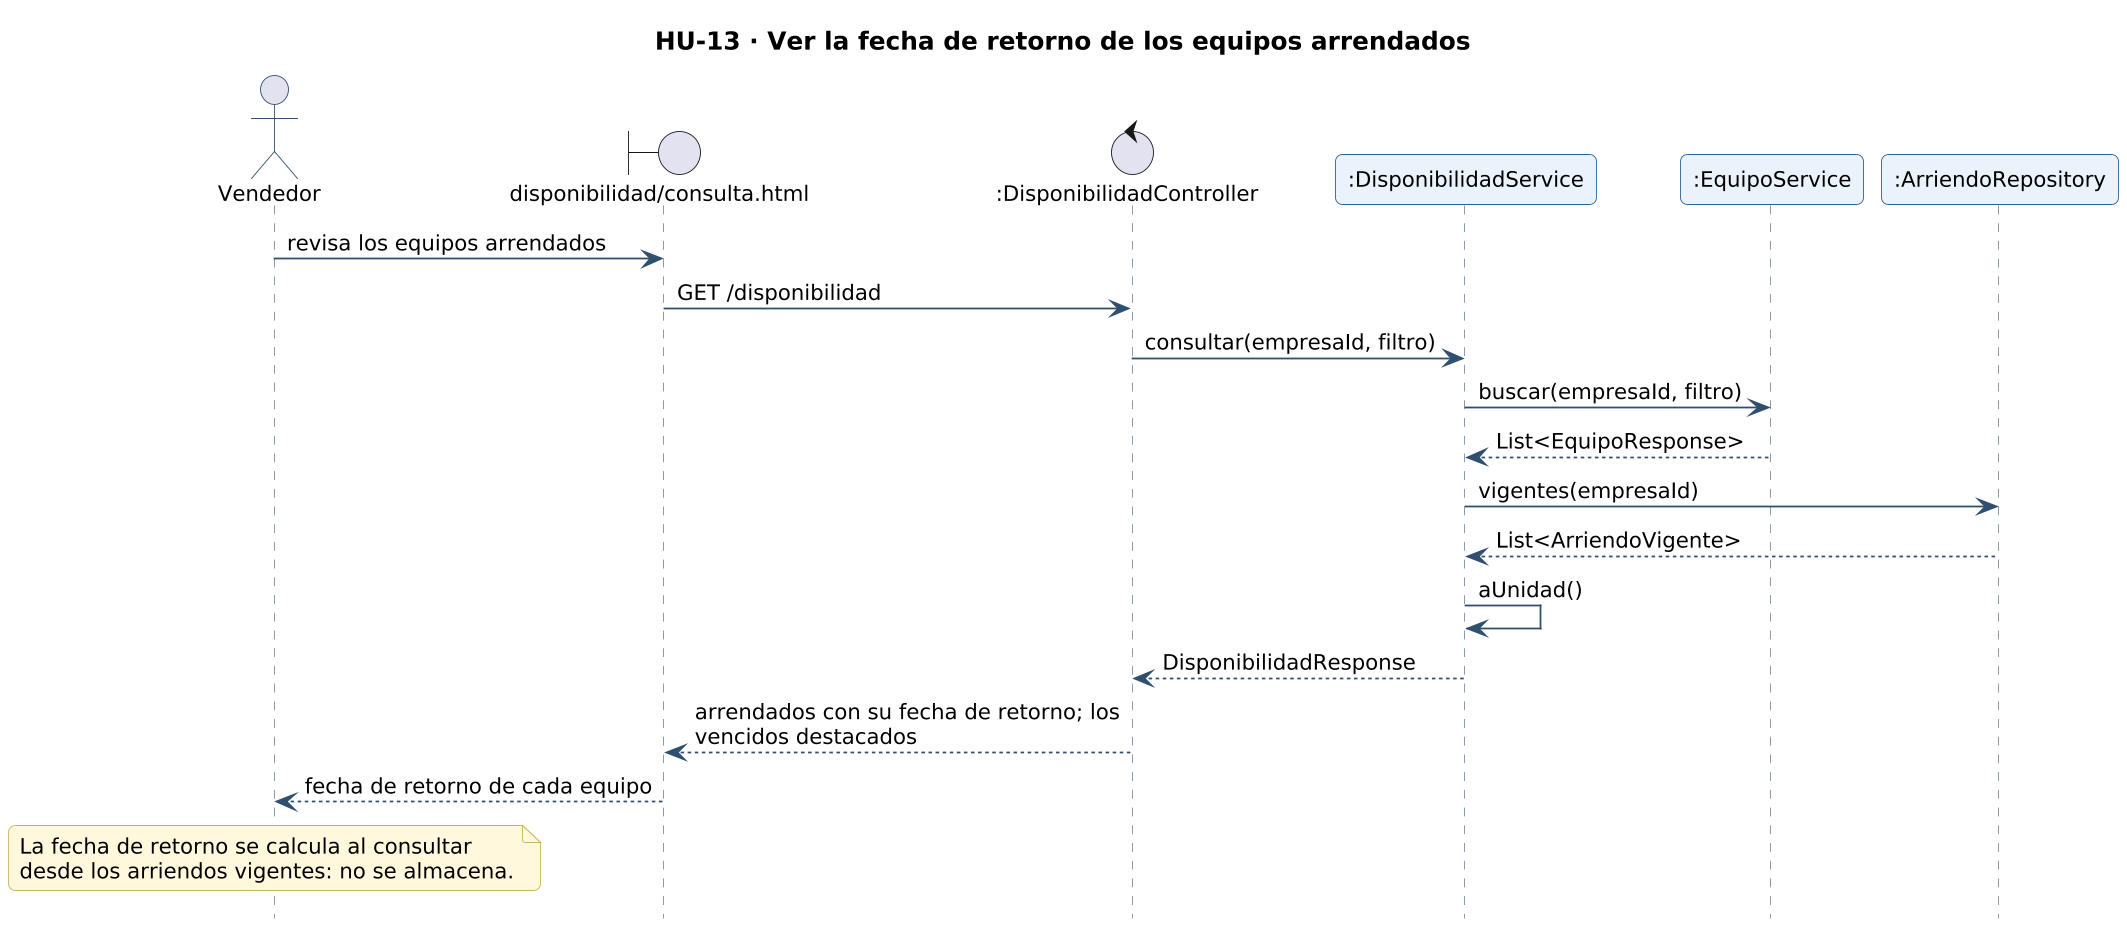 HU-13 · Ver la fecha de retorno de los equipos arrendados
Vendedor
disponibilidad/consulta.html
:DisponibilidadController
:DisponibilidadService
:EquipoService
:ArriendoRepository
revisa los equipos arrendados
GET /disponibilidad
consultar(empresaId, filtro)
buscar(empresaId, filtro)
List<EquipoResponse>
vigentes(empresaId)
List<ArriendoVigente>
aUnidad()
DisponibilidadResponse
arrendados con su fecha de retorno; los
vencidos destacados
fecha de retorno de cada equipo
La fecha de retorno se calcula al consultar
desde los arriendos vigentes: no se almacena.